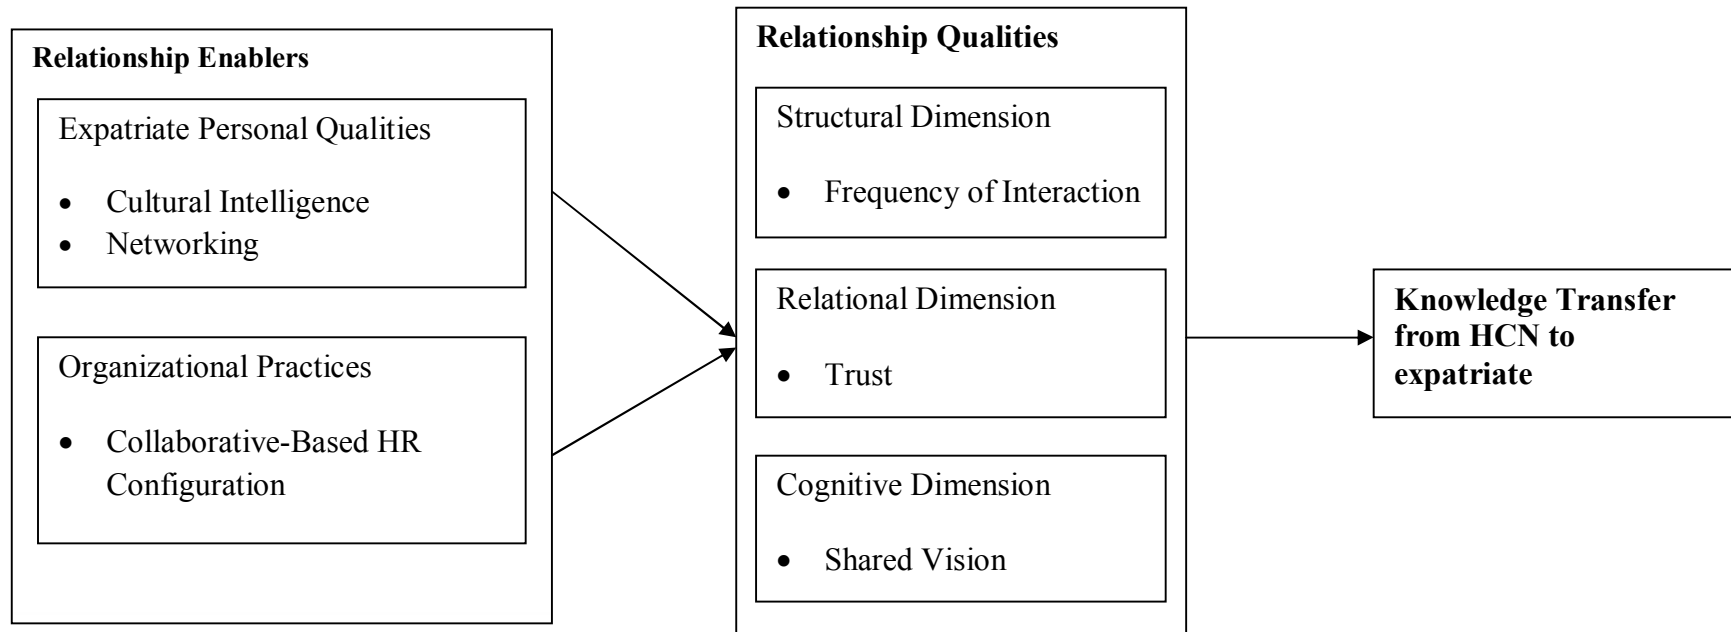 Relationship Enablers
Expatriate Personal Qualities
• Cultural Intelligence
• Networking
Organizational Practices
• Collaborative-Based HR
Configuration
Relationship Qualities
Structural Dimension
• Frequency of Interaction
Relational Dimension
• Trust
Cognitive Dimension
• Shared Vision
Knowledge Transfer
from HCN to
expatriate